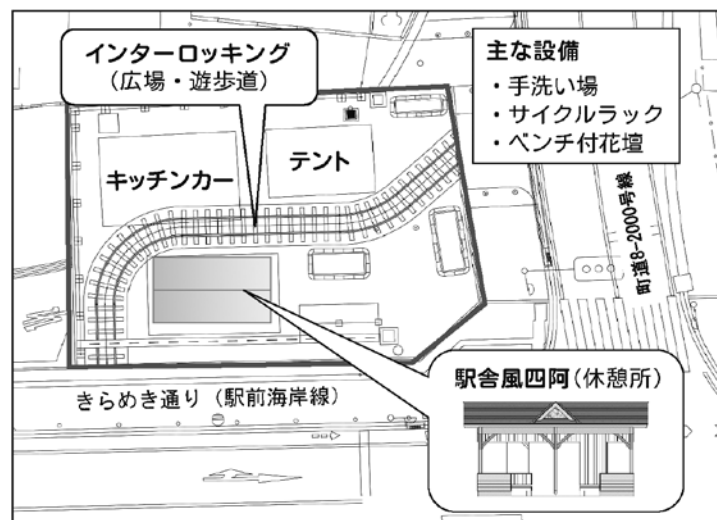 インターロッキング
（広場・遊歩道）
主な設備
・手洗い場
・サイクルラック
・ベンチ付花壇
キッチンカー
テント
町道8-2000号線
駅舎風四阿（休憩所）
きらめき通り（駅前海岸線）